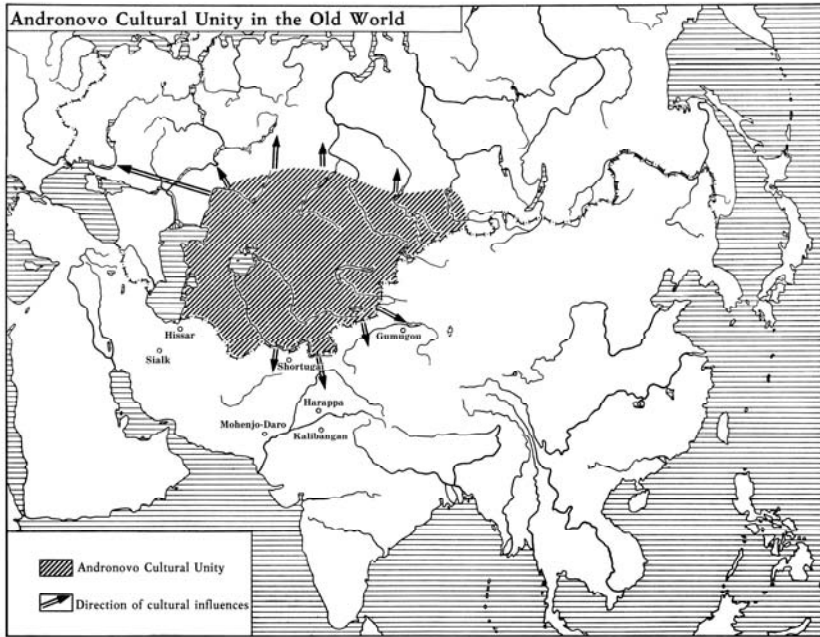 Andronovo Cultural Unity in the Old World
Hissar
Sialk
Gumugou
Shortugai
Harappa
Mohenjo-Daro
Kalibangan
Andronovo Cultural Unity
Direction of cultural influences